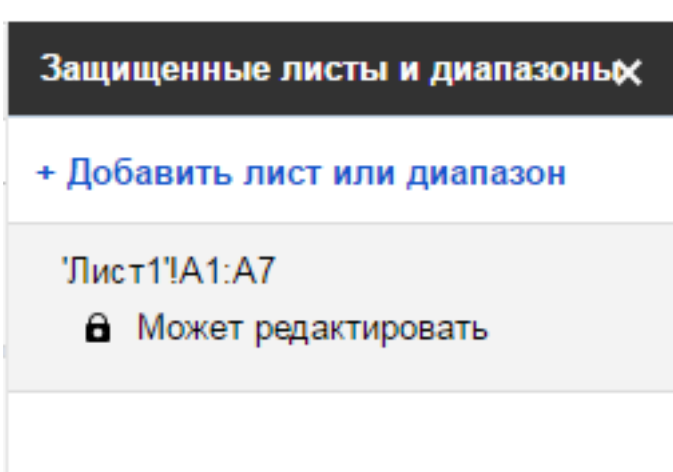 Защищенные листы и диапазоны
+ Добавить лист или диапазон
'Лист1'!A1:A7
Может редактировать